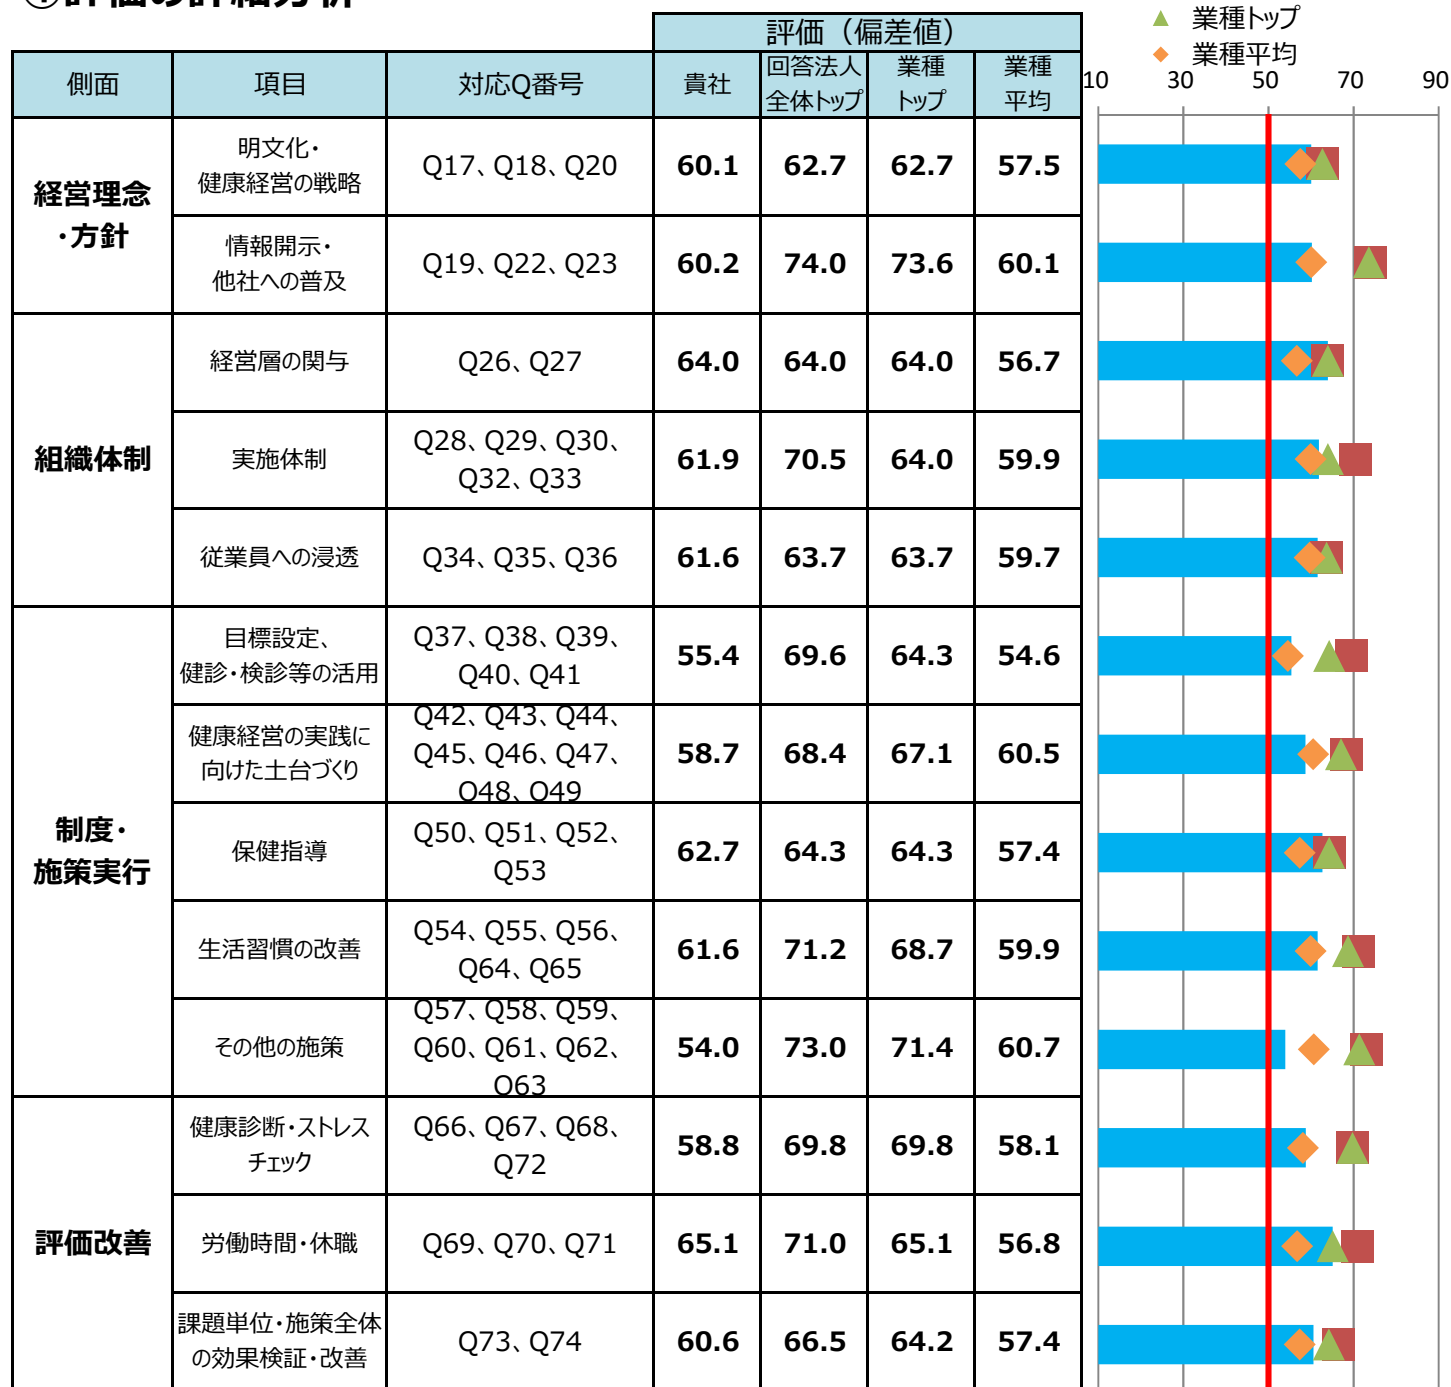 ①評価の詳細分析
業種トップ
業種平均
評価（偏差値）
側面 項目 対応Q番号 貴社 回答法人 業種 業種
全体トップ トップ 平均
10 30 50 70 90
経営理念
・方針
明文化・
健康経営の戦略
Q17、Q18、Q20 60.1 62.7 62.7 57.5
情報開示・
他社への普及
Q19、Q22、Q23 60.2 74.0 73.6 60.1
組織体制
経営層の関与 Q26、Q27 64.0 64.0 64.0 56.7
実施体制
Q28、Q29、Q30、
Q32、Q33
61.9 70.5 64.0 59.9
従業員への浸透 Q34、Q35、Q36 61.6 63.7 63.7 59.7
制度・
施策実行
目標設定、
健診・検診等の活用
Q37、Q38、Q39、
Q40、Q41
55.4 69.6 64.3 54.6
健康経営の実践に
向けた土台づくり
Q42、Q43、Q44、
Q45、Q46、Q47、
Q48、Q49
58.7 68.4 67.1 60.5
保健指導
Q50、Q51、Q52、
Q53
62.7 64.3 64.3 57.4
生活習慣の改善
Q54、Q55、Q56、
Q64、Q65
61.6 71.2 68.7 59.9
その他の施策
Q57、Q58、Q59、
Q60、Q61、Q62、
Q63
54.0 73.0 71.4 60.7
評価改善
健康診断・ストレス
チェック
Q66、Q67、Q68、
Q72
58.8 69.8 69.8 58.1
労働時間・休職 Q69、Q70、Q71 65.1 71.0 65.1 56.8
課題単位・施策全体
の効果検証・改善
Q73、Q74 60.6 66.5 64.2 57.4